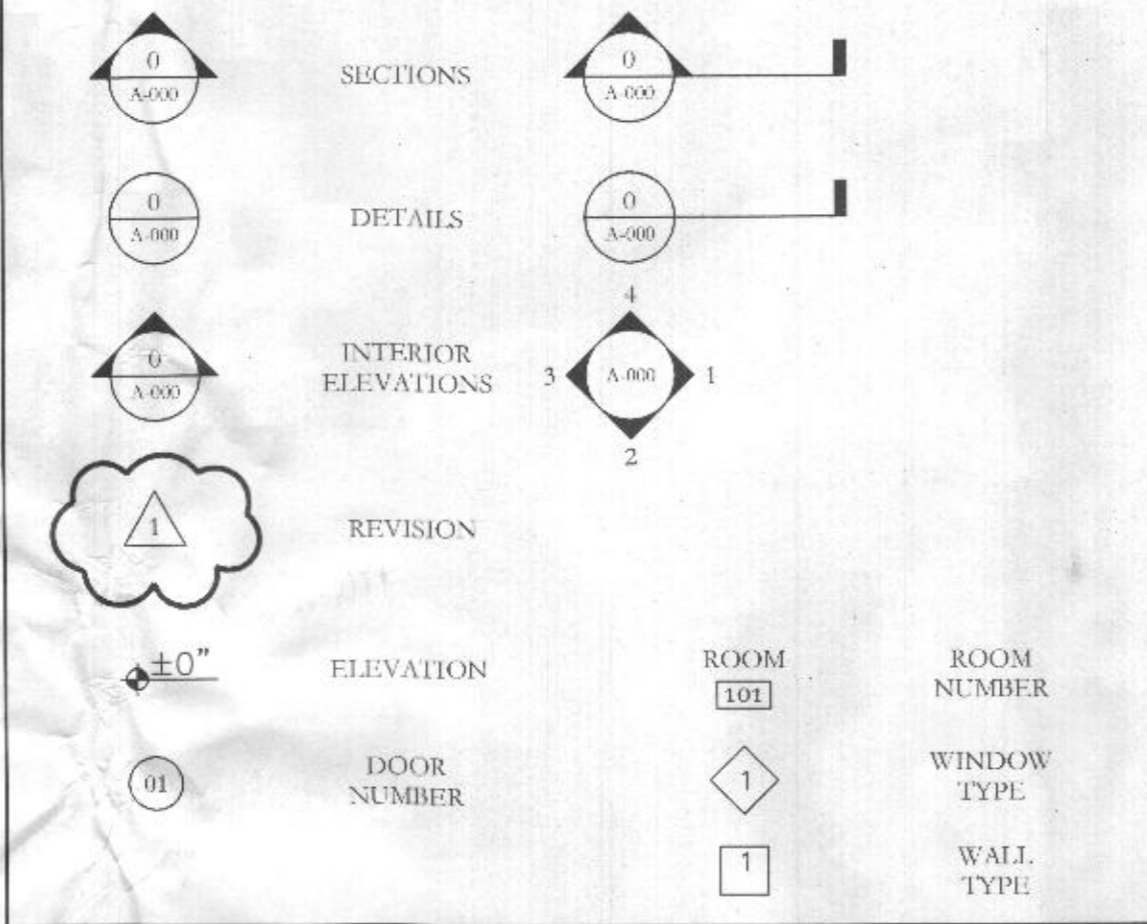 0
A-000
SECTIONS
0
A-000
0
A-000
DETAILS
0
A-000
0
A-000
INTERIOR
ELEVATIONS
4
3
A-000
1
2
1
REVISION
±0”
ELEVATION
ROOM
101
ROOM
NUMBER
01
DOOR
NUMBER
1
WINDOW
TYPE
1
WALL
TYPE